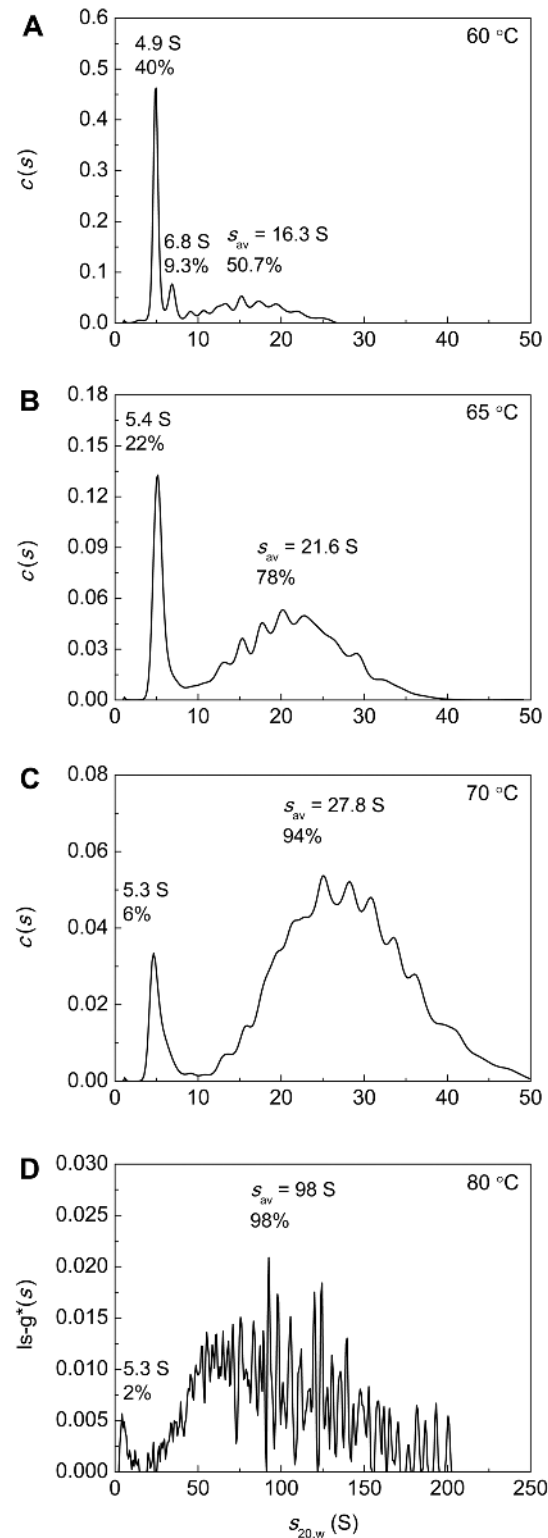 A
60 °C
0.6
0.5
0.4
0.3
0.2
0.1
0.0
c(s)
4.9 S
40%
6.8 S
9.3%
s_av = 16.3 S
50.7%
0 10 20 30 40 50
B
65 °C
0.18
0.15
0.12
0.09
0.06
0.03
0.00
c(s)
5.4 S
22%
s_av = 21.6 S
78%
0 10 20 30 40 50
C
70 °C
0.08
0.06
0.04
0.02
0.00
c(s)
s_av = 27.8 S
94%
5.3 S
6%
0 10 20 30 40 50
D
80 °C
0.030
0.025
0.020
0.015
0.010
0.005
0.000
ls-g*(s)
s_av = 98 S
98%
5.3 S
2%
0 50 100 150 200 250
s_20,w (S)